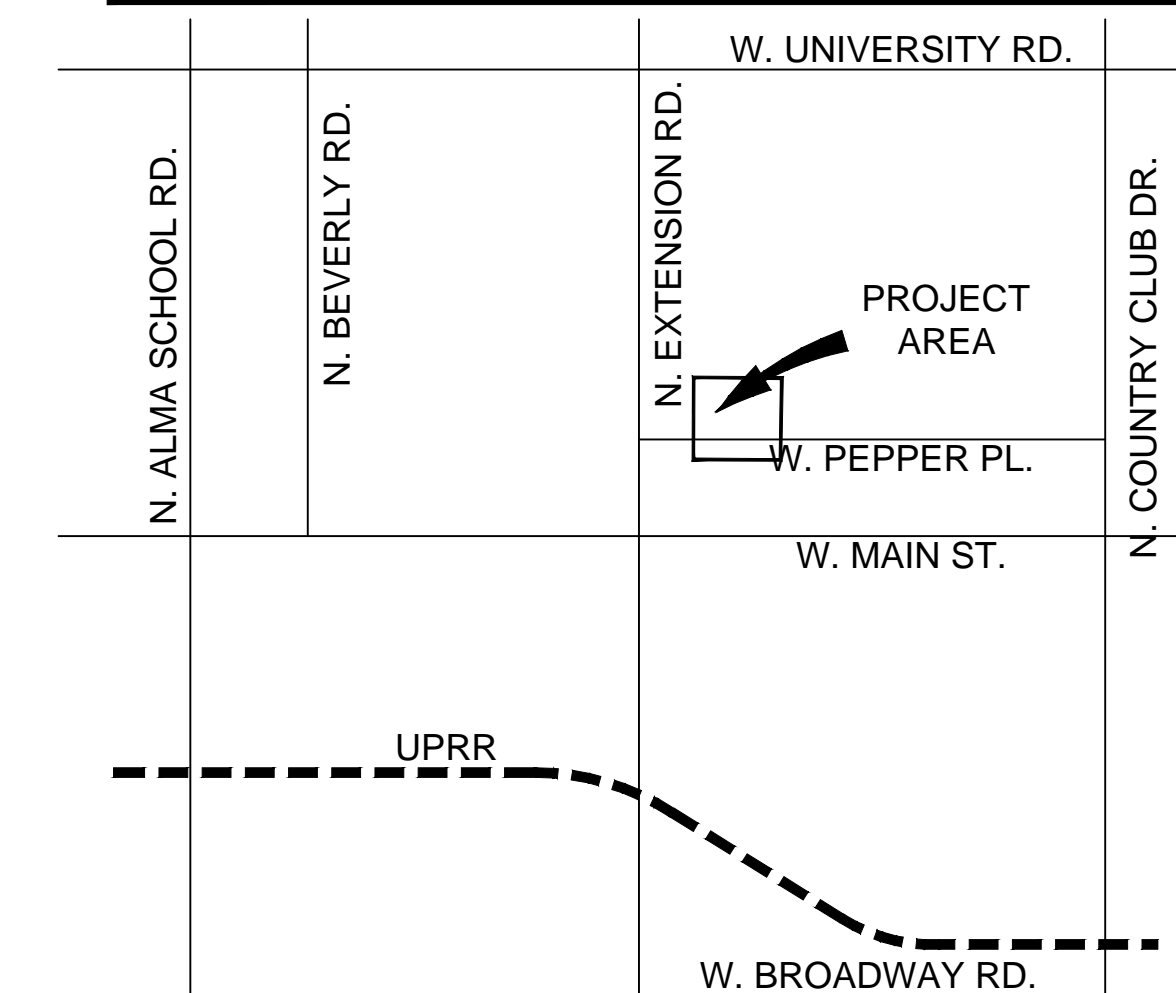 W. UNIVERSITY RD.
N. ALMA SCHOOL RD.
N. BEVERLY RD.
N. EXTENSION RD.
N. COUNTRY CLUB DR.
PROJECT
AREA
W. PEPPER PL.
W. MAIN ST.
UPRR
W. BROADWAY RD.